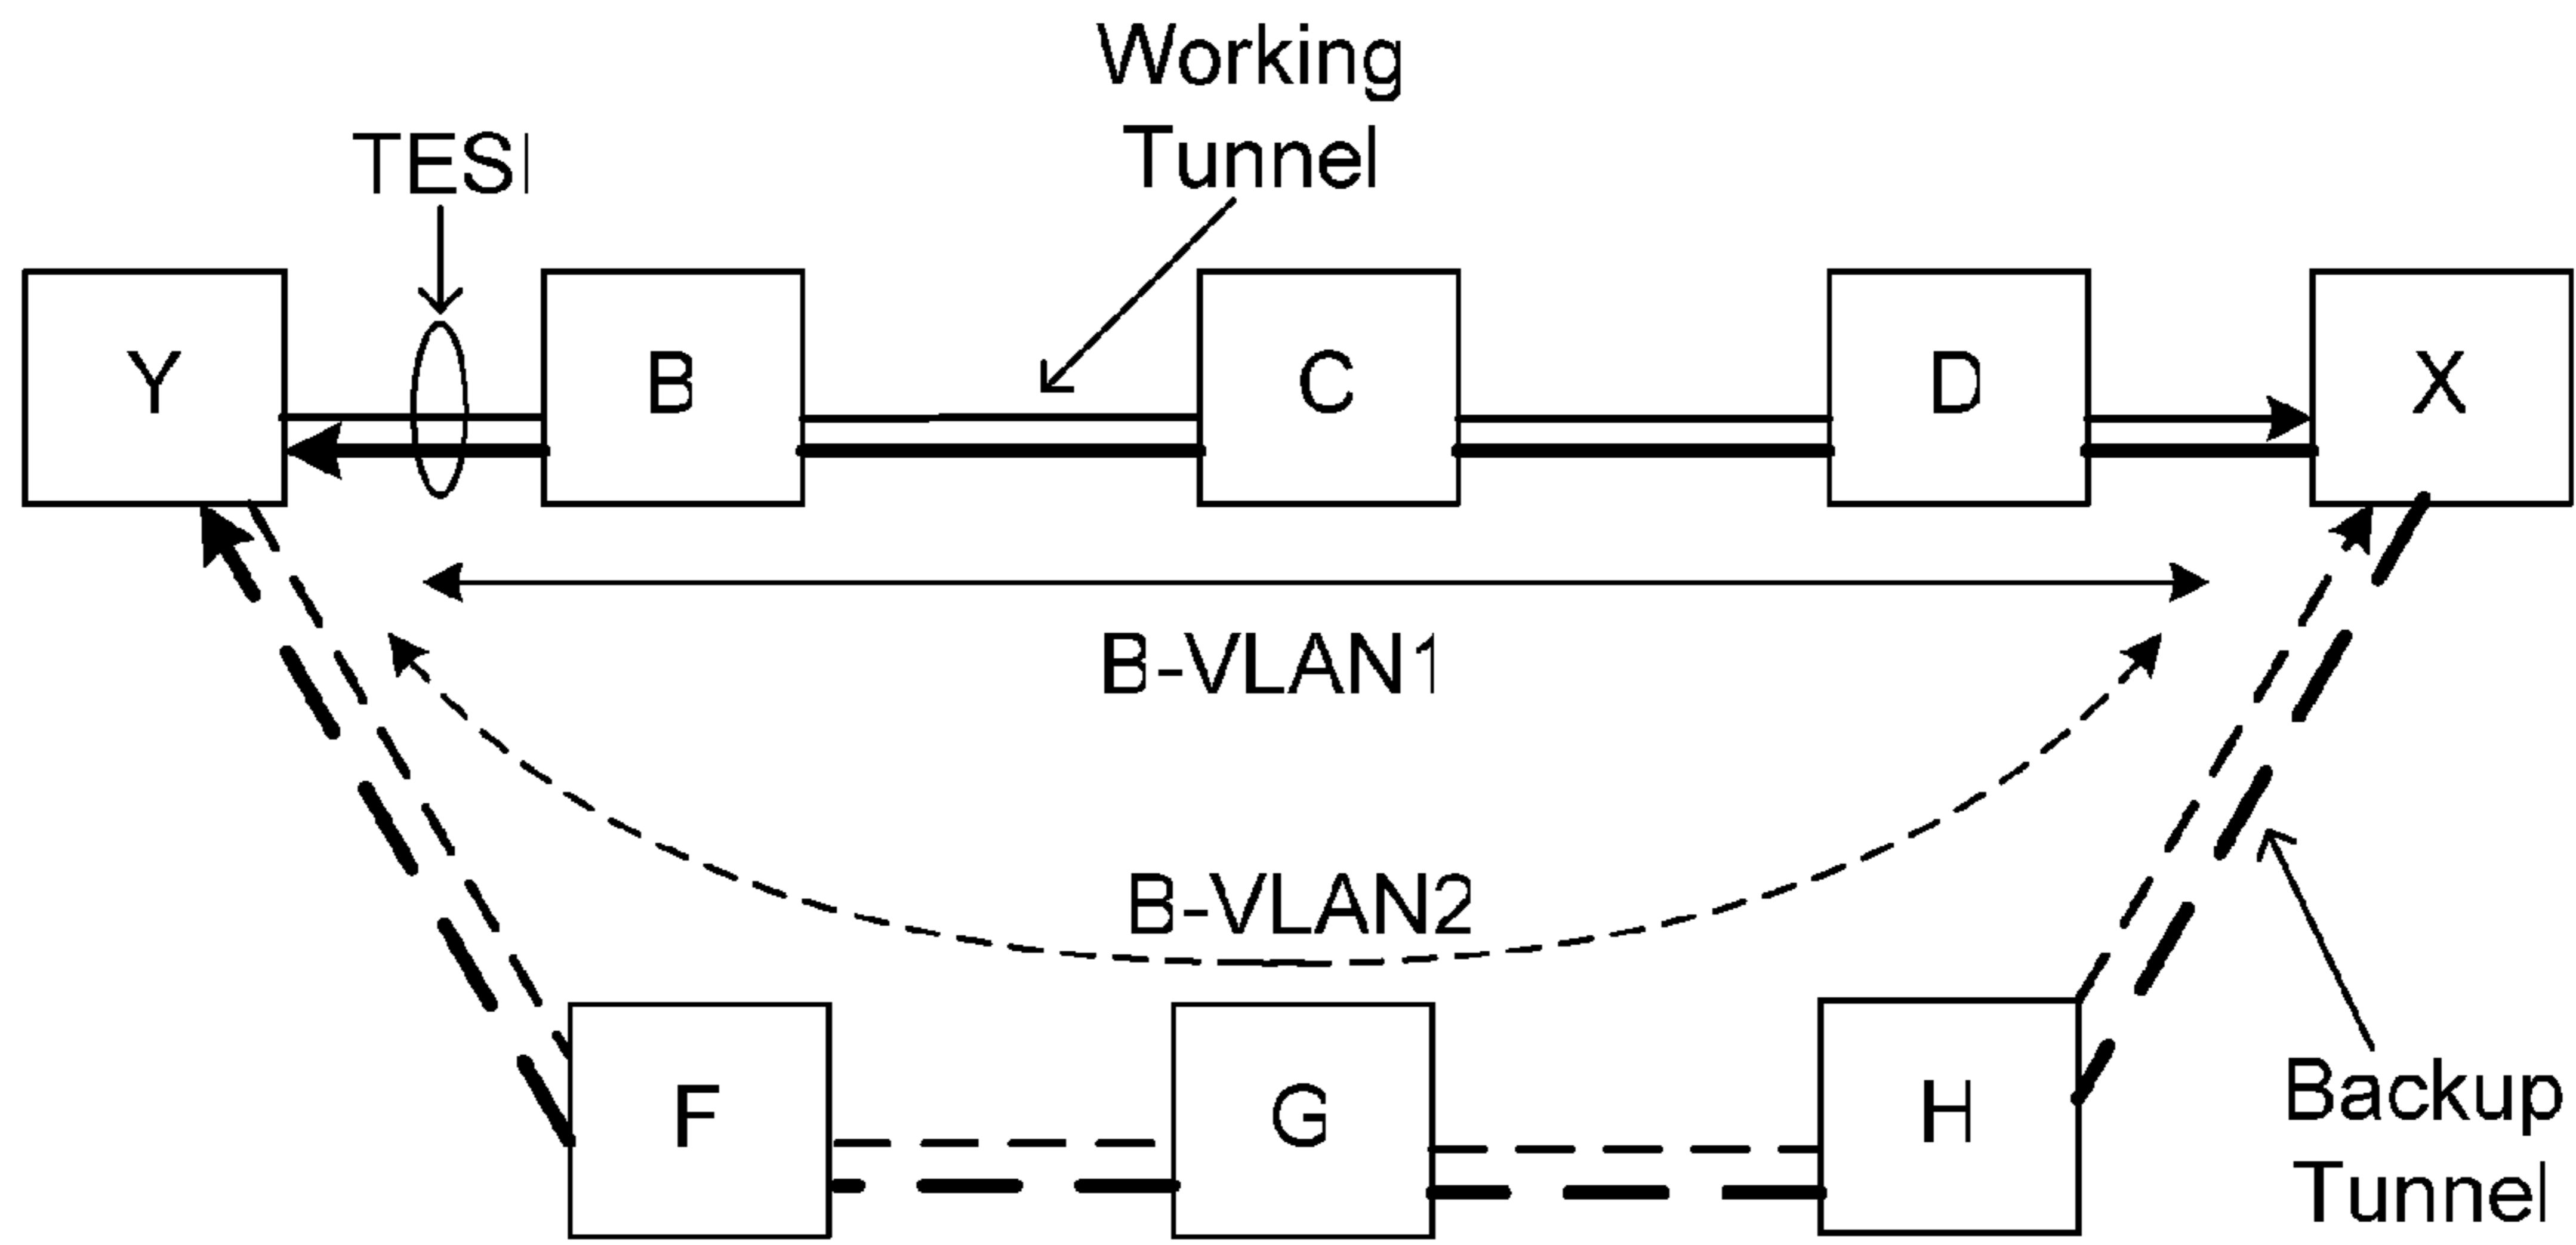 Working
Tunnel
TESI
Y
B
C
D
X
B-VLAN1
B-VLAN2
F
G
H
Backup
Tunnel